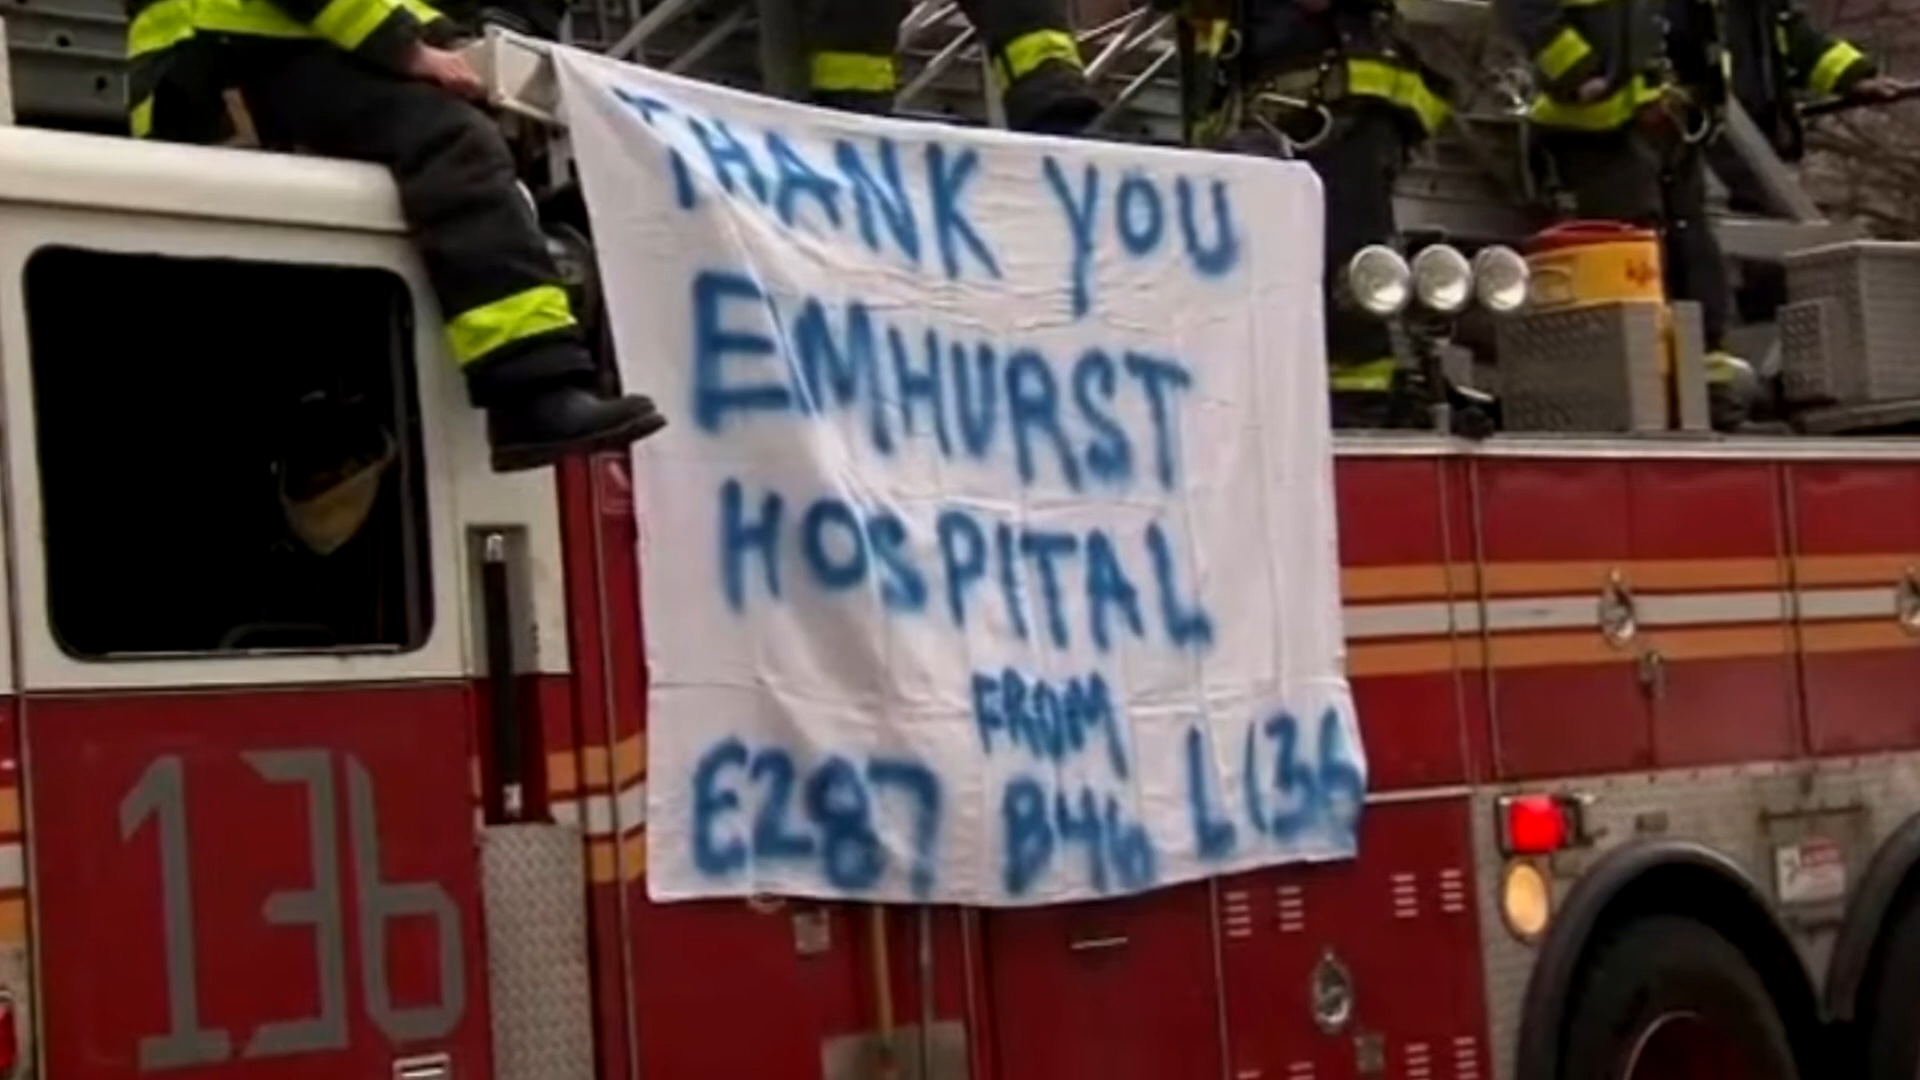 THANK YOU
EMHURST
HOSPITAL
FROM
E287 B46 L136
136